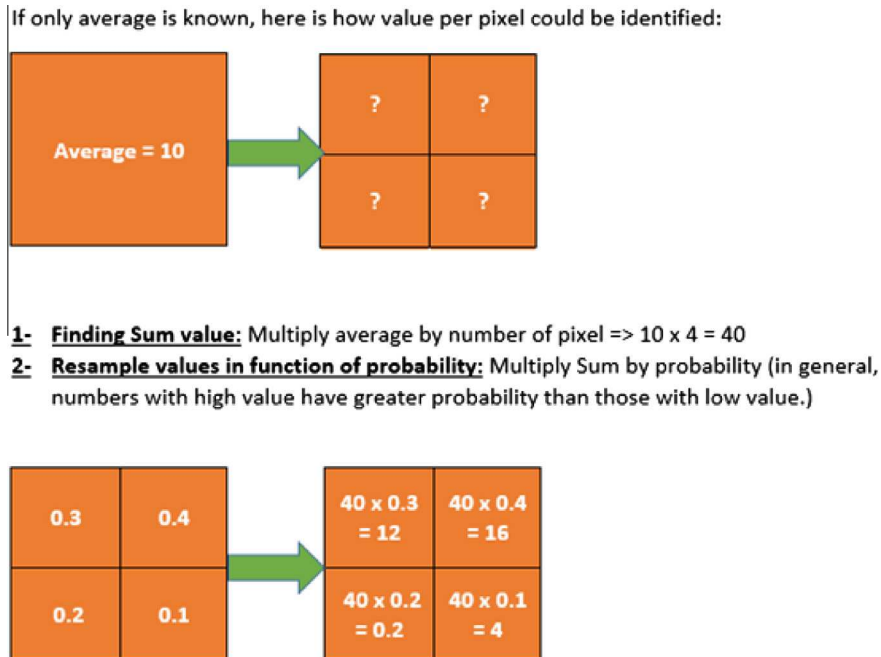 If only average is known, here is how value per pixel could be identified:
Average = 10
? ?
? ?
1- Finding Sum value: Multiply average by number of pixel => 10 x 4 = 40
2- Resample values in function of probability: Multiply Sum by probability (in general,
numbers with high value have greater probability than those with low value.)
0.3 0.4
0.2 0.1
40 x 0.3 40 x 0.4
= 12 = 16
40 x 0.2 40 x 0.1
= 0.2 = 4